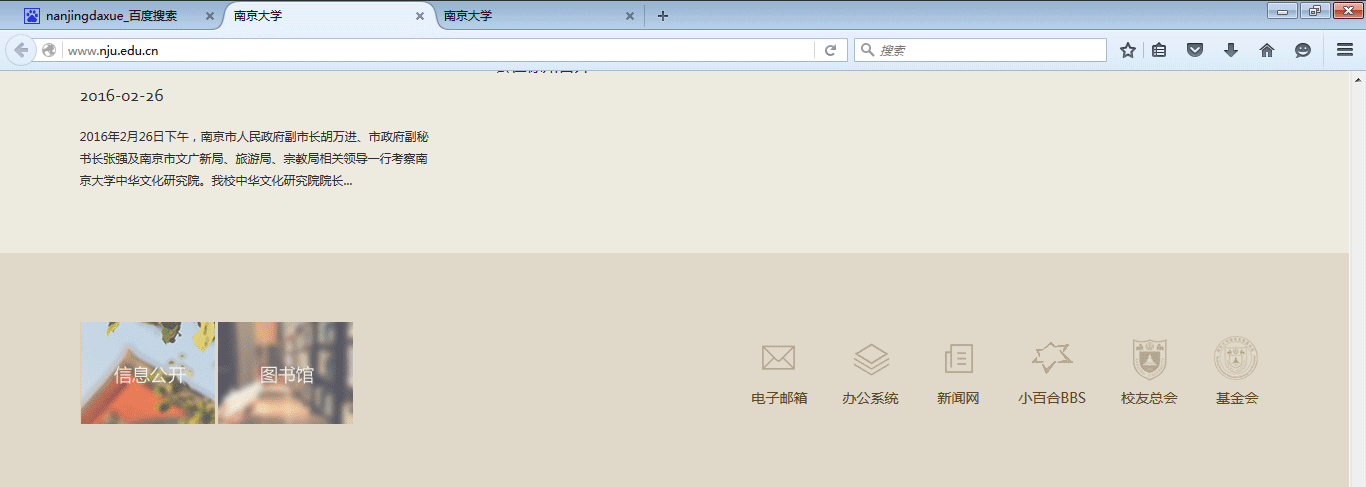 nanjingdaxue_百度搜索
南京大学
南京大学
www.nju.edu.cn
搜索
2016-02-26
2016年2月26日下午，南京市人民政府副市长胡万进、市政府副秘
书长张强及南京市文广新局、旅游局、宗教局相关领导一行考察南
京大学中华文化研究院。我校中华文化研究院院长...
信息公开
图书馆
电子邮箱
办公系统
新闻网
小百合BBS
校友总会
基金会